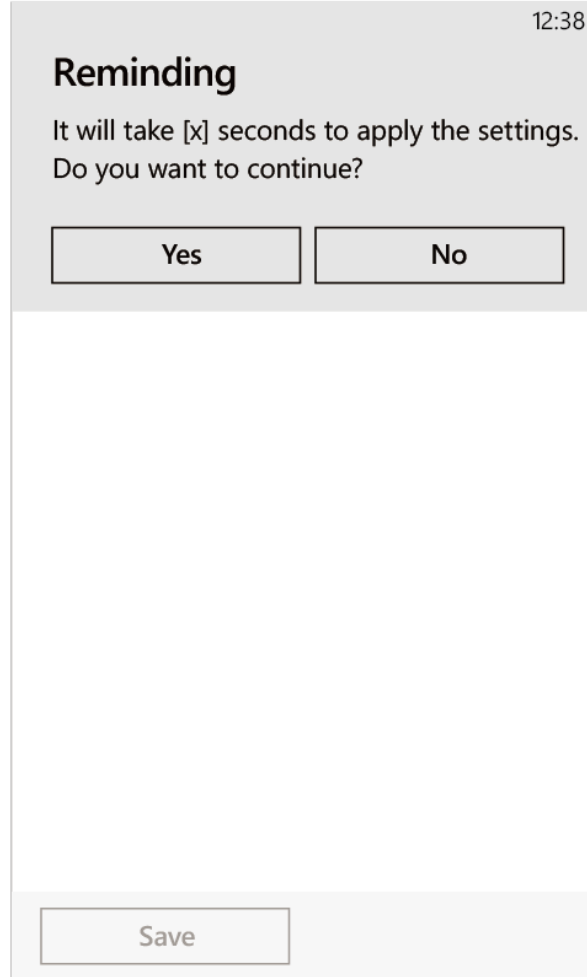 12:38
Reminding
It will take [x] seconds to apply the settings.
Do you want to continue?
Yes
No
Save